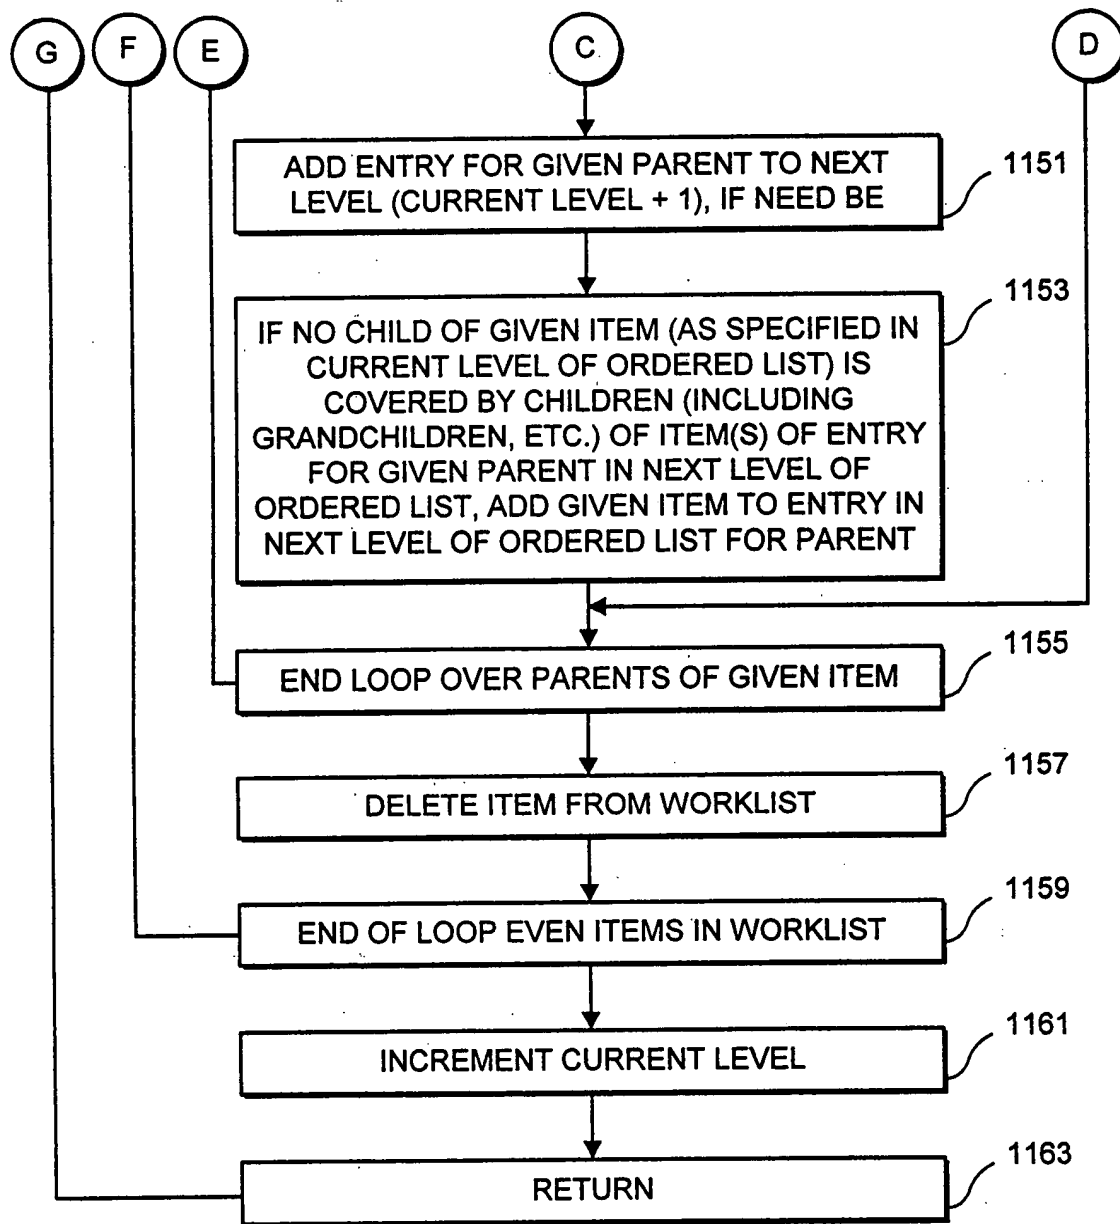 G F E C D
ADD ENTRY FOR GIVEN PARENT TO NEXT
LEVEL (CURRENT LEVEL + 1), IF NEED BE
1151
IF NO CHILD OF GIVEN ITEM (AS SPECIFIED IN
CURRENT LEVEL OF ORDERED LIST) IS
COVERED BY CHILDREN (INCLUDING
GRANDCHILDREN, ETC.) OF ITEM(S) OF ENTRY
FOR GIVEN PARENT IN NEXT LEVEL OF
ORDERED LIST, ADD GIVEN ITEM TO ENTRY IN
NEXT LEVEL OF ORDERED LIST FOR PARENT
1153
END LOOP OVER PARENTS OF GIVEN ITEM
1155
DELETE ITEM FROM WORKLIST
1157
END OF LOOP EVEN ITEMS IN WORKLIST
1159
INCREMENT CURRENT LEVEL
1161
RETURN
1163